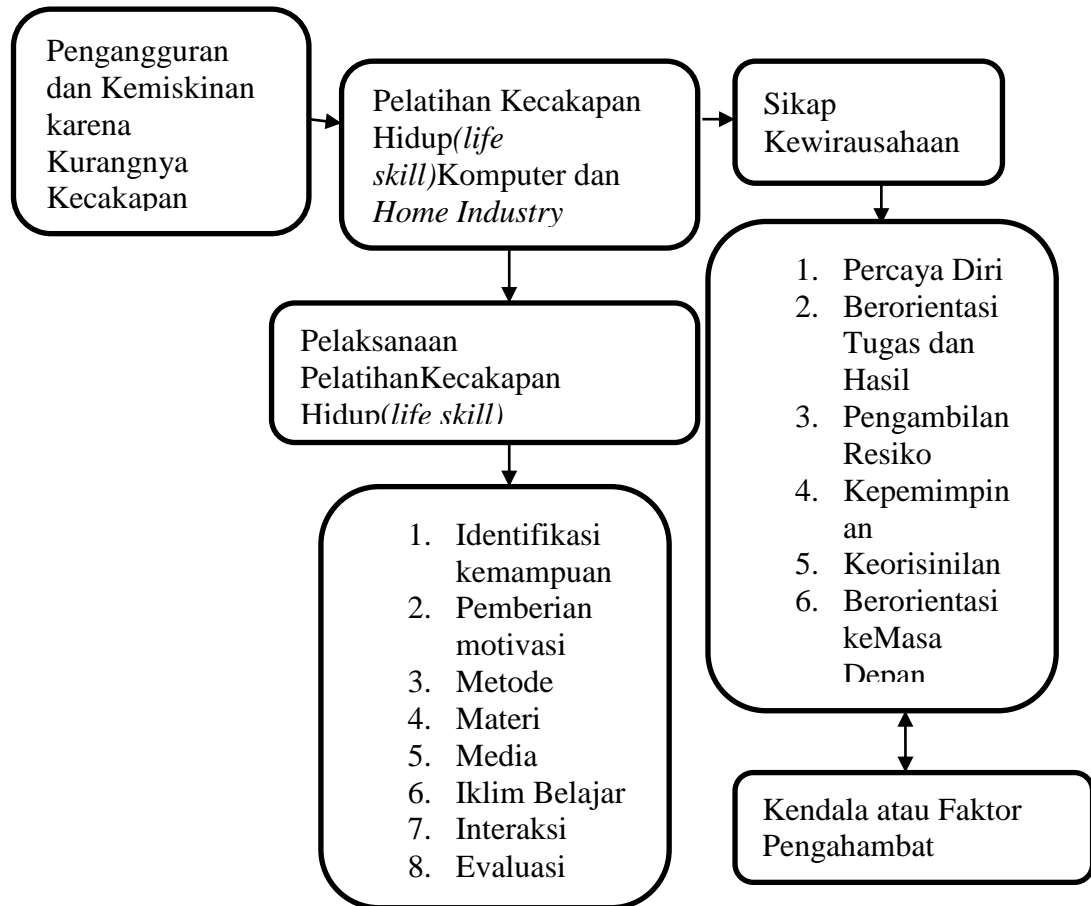 Pengangguran
dan Kemiskinan
karena
Kurangnya
Kecakapan
Pelatihan Kecakapan
Hidup(life
skill)Komputer dan
Home Industry
Sikap
Kewirausahaan
Pelaksanaan
PelatihanKecakapan
Hidup(life skill)
1. Percaya Diri
2. Berorientasi
Tugas dan
Hasil
3. Pengambilan
Resiko
4. Kepemimpin
an
5. Keorisinilan
6. Berorientasi
keMasa
Depan
1. Identifikasi
kemampuan
2. Pemberian
motivasi
3. Metode
4. Materi
5. Media
6. Iklim Belajar
7. Interaksi
8. Evaluasi
Kendala atau Faktor
Pengahambat